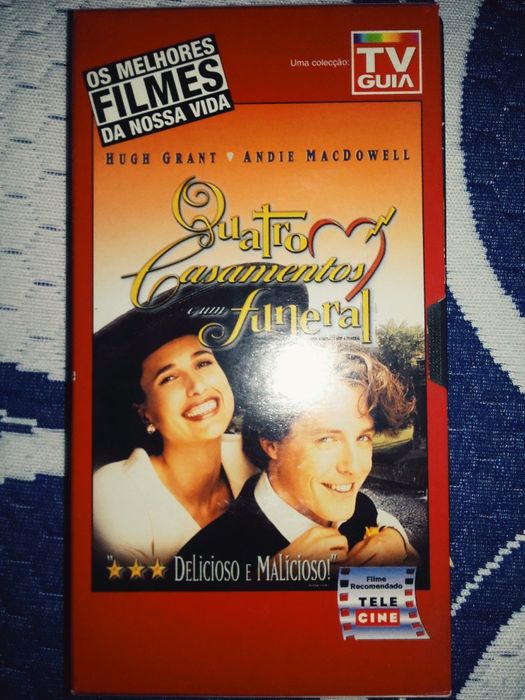 OS MELHORES
FILMES
DA NOSSA VIDA
Uma colecção:
TV
GUIA
HUGH GRANT ♥ ANDIE MACDOWELL
Quatro
Casamentos
e um
funeral
"★★★ DELICIOSO E MALICIOSO!"
Filme
Recomendado
TELE
CINE